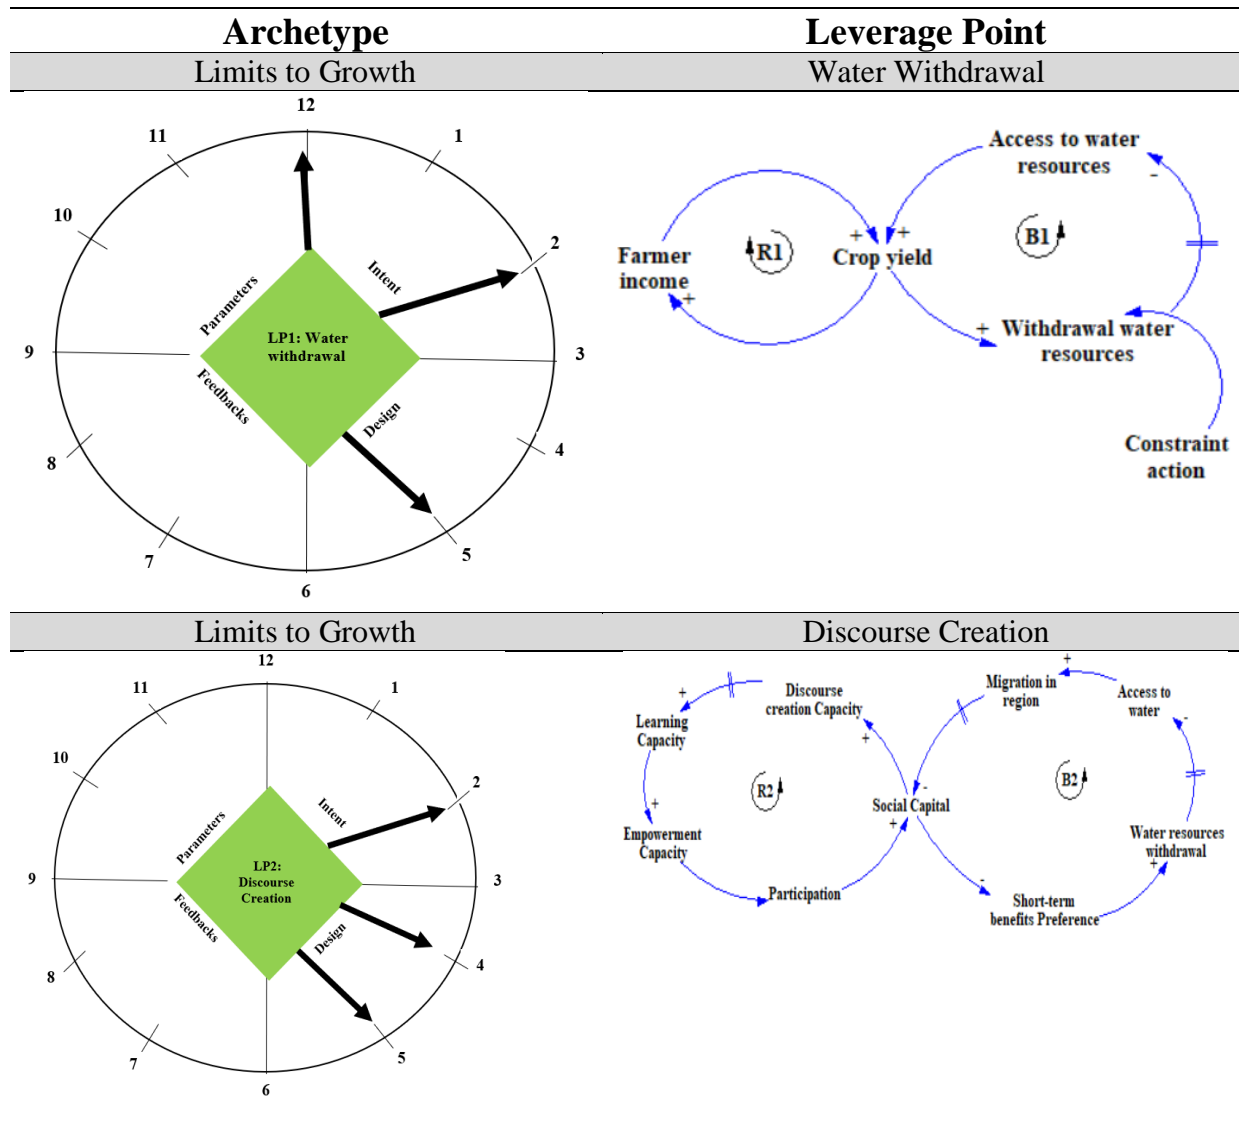 Archetype
Leverage Point
Limits to Growth
Water Withdrawal
12
11
1
10
2
9
3
8
4
7
5
6
Parameters
Intent
Feedbacks
Design
LP1: Water
withdrawal
Access to water
resources
-
Farmer
income
+
R1
+
+
Crop yield
B1
+
Withdrawal water
resources
Constraint
action
Limits to Growth
Discourse Creation
12
11
1
10
2
9
3
8
4
7
5
6
Parameters
Intent
Feedbacks
Design
LP2:
Discourse
Creation
+
Discourse
creation Capacity
+
Learning
Capacity
+
Empowerment
Capacity
R2
Participation
+
Social Capital
-
Migration in
region
+
Access to
water
-
B2
Water resources
withdrawal
+
-
Short-term
benefits Preference